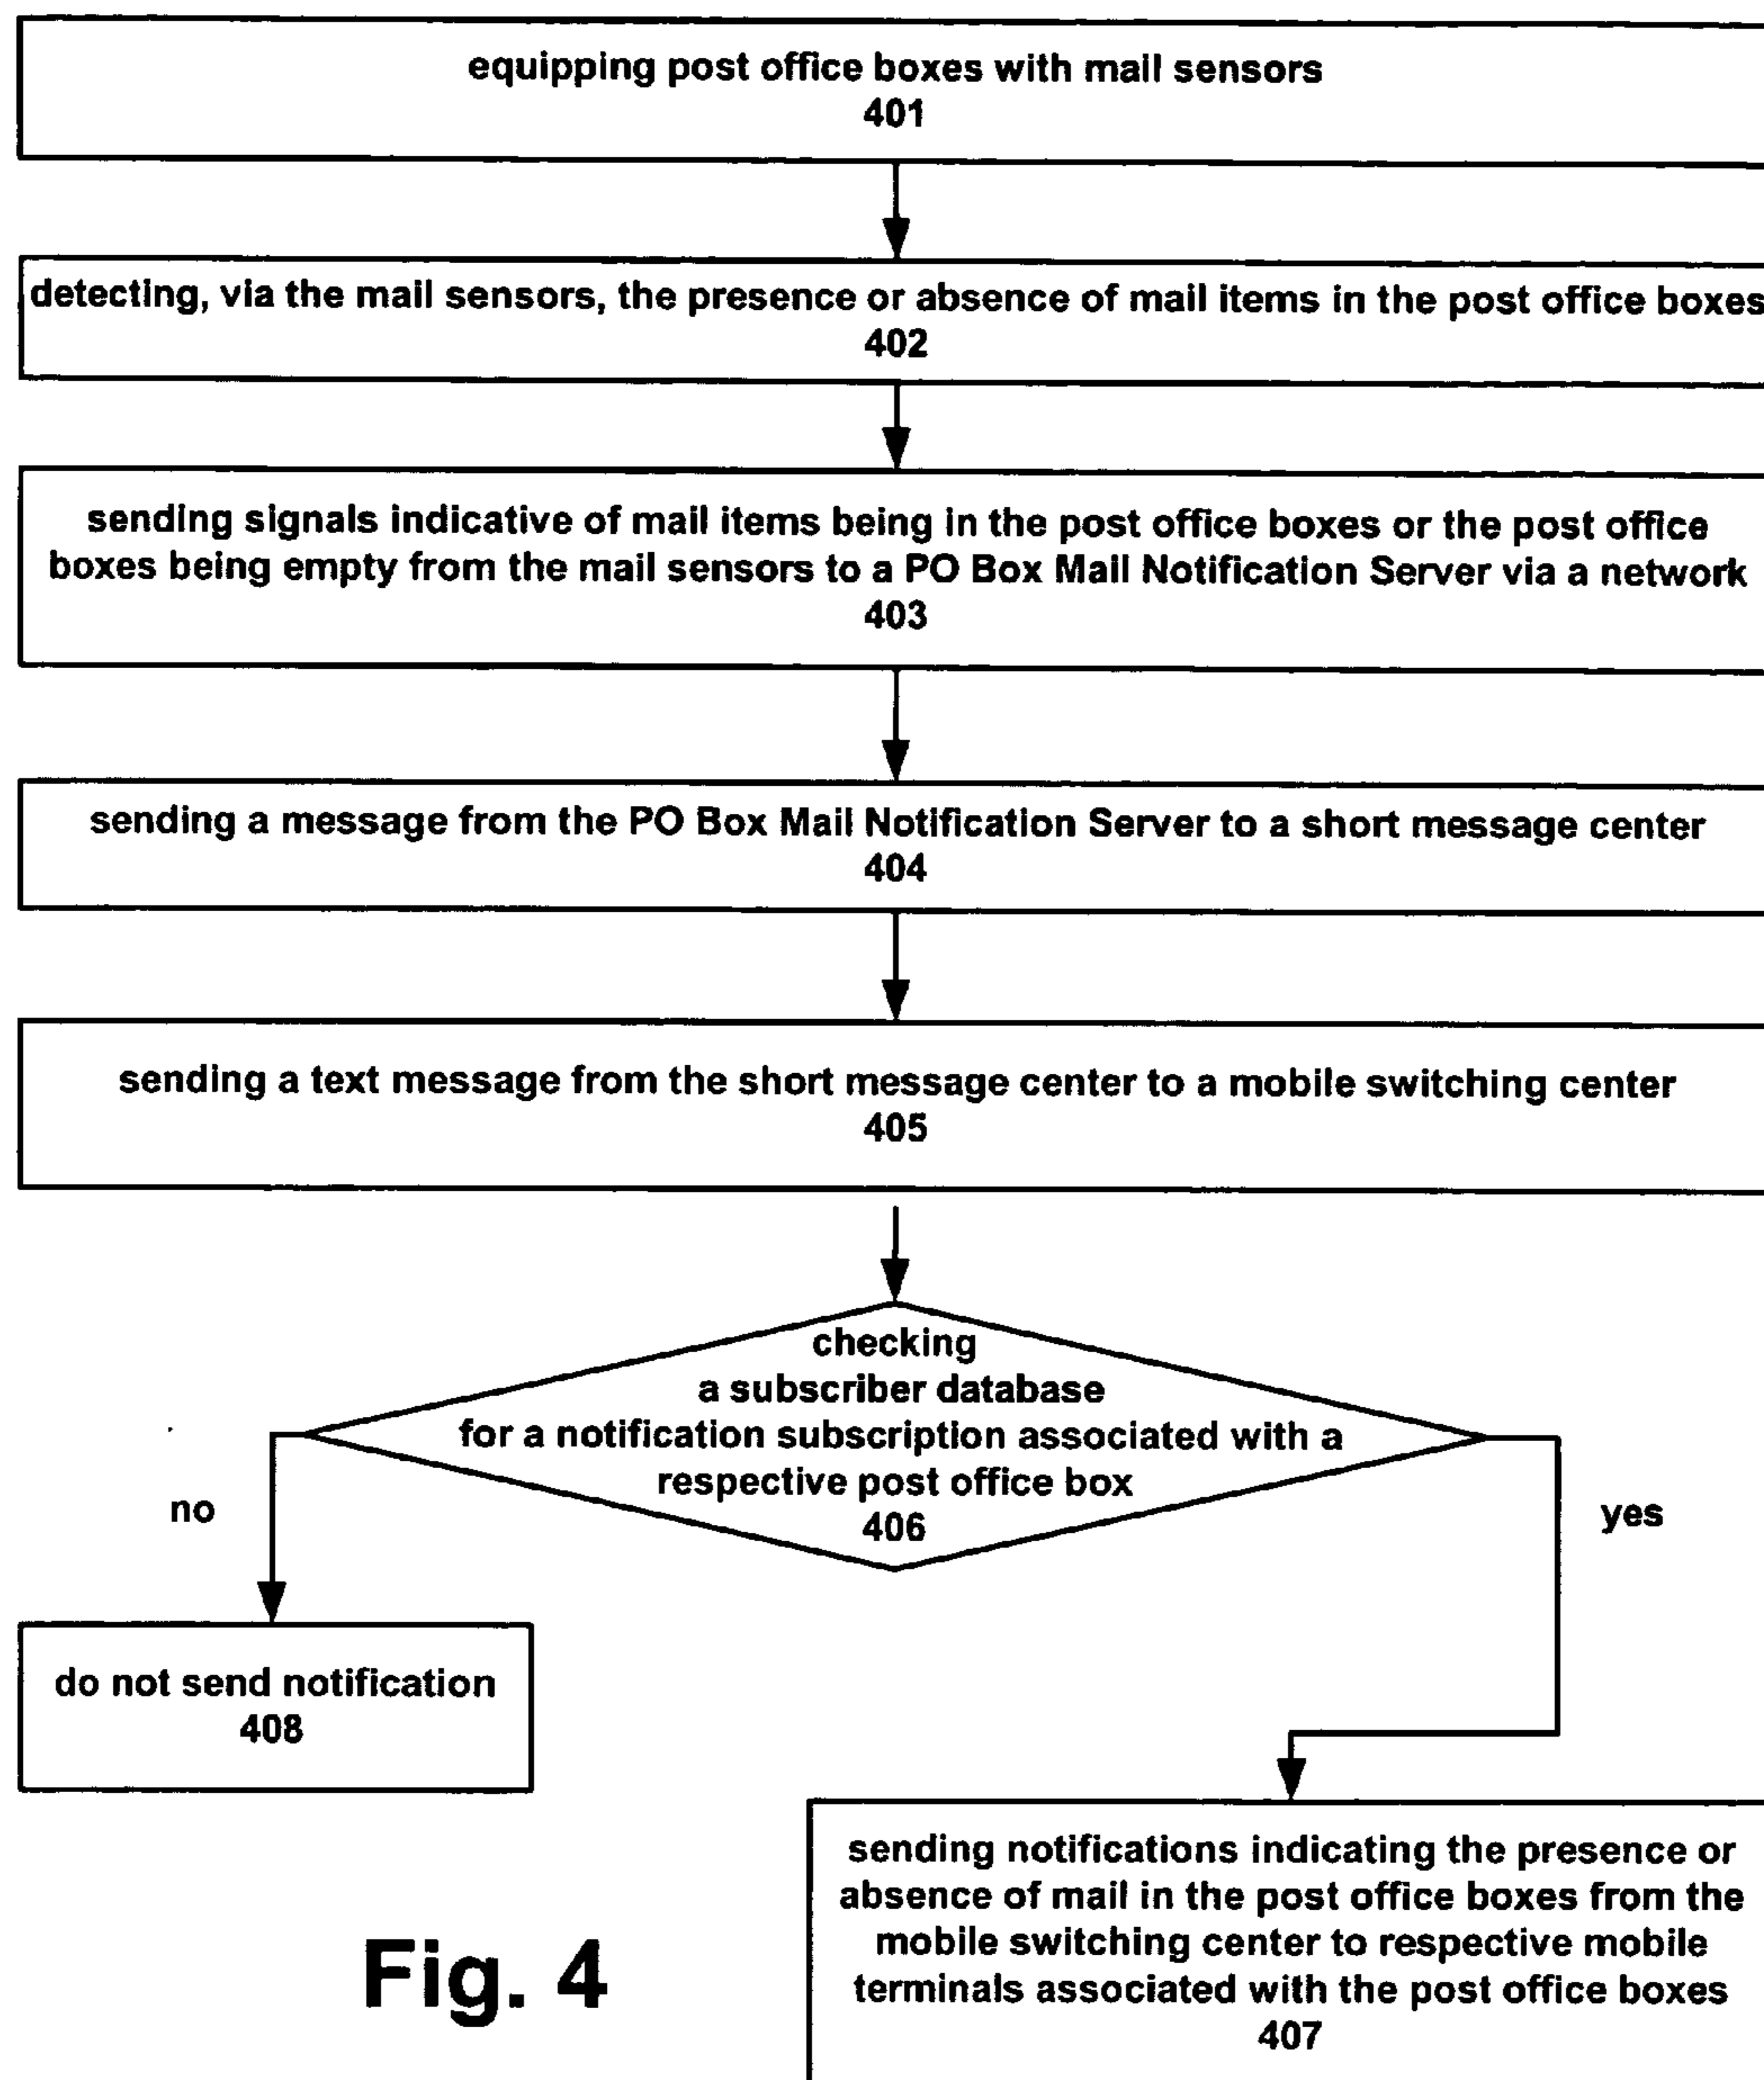 equipping post office boxes with mail sensors
401
detecting, via the mail sensors, the presence or absence of mail items in the post office boxes
402
sending signals indicative of mail items being in the post office boxes or the post office
boxes being empty from the mail sensors to a PO Box Mail Notification Server via a network
403
sending a message from the PO Box Mail Notification Server to a short message center
404
sending a text message from the short message center to a mobile switching center
405
checking
a subscriber database
for a notification subscription associated with a
respective post office box
406
no
yes
do not send notification
408
sending notifications indicating the presence or
absence of mail in the post office boxes from the
mobile switching center to respective mobile
terminals associated with the post office boxes
407
Fig. 4